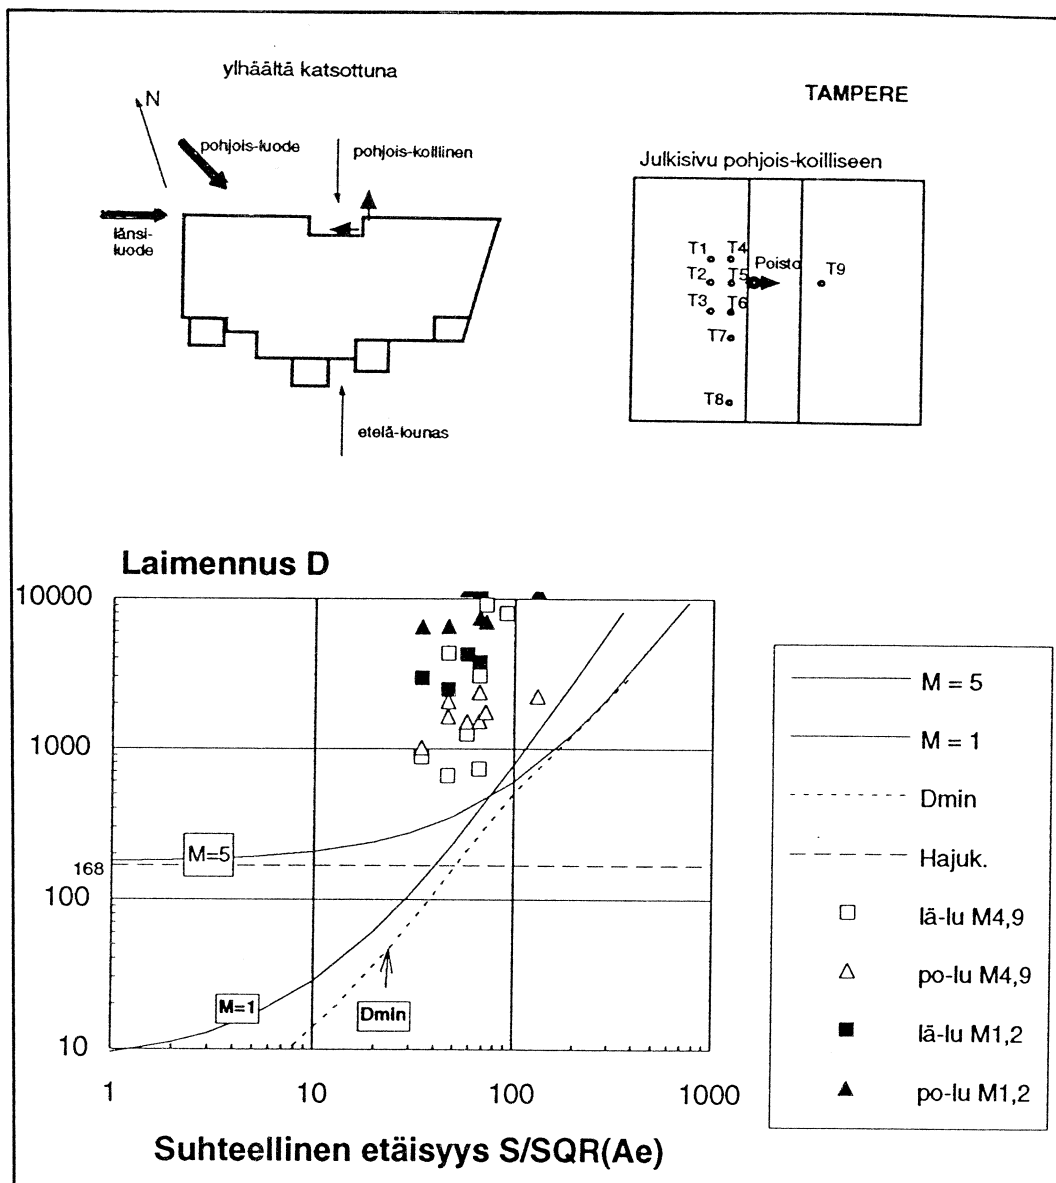 ylhäältä katsottuna
TAMPERE
N
pohjois-luode
pohjois-koillinen
Julkisivu pohjois-koilliseen
länsi-
luode
T1 T4
Poisto
T2 T5 T9
T3 T6
T7
T8
etelä-lounas
Laimennus D
10000
1000
168
100
10
M=5
M=1
Dmin
1 10 100 1000
Suhteellinen etäisyys S/SQR(Ae)
M = 5
M = 1
Dmin
Hajuk.
lä-lu M4,9
po-lu M4,9
lä-lu M1,2
po-lu M1,2